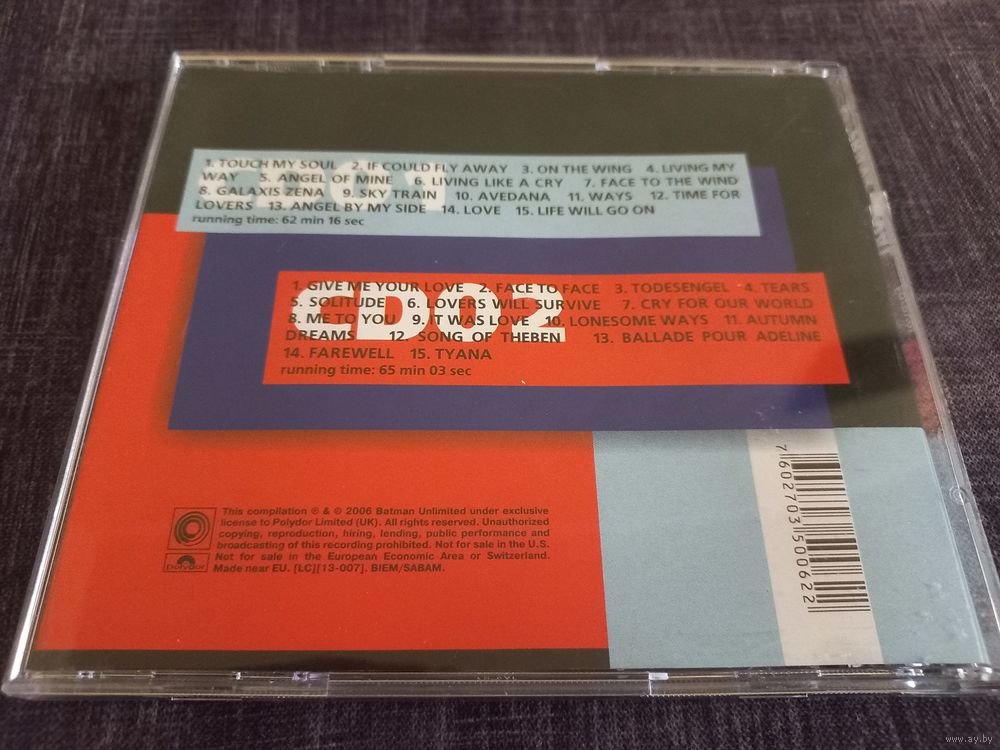 1. TOUCH MY SOUL 2. IF COULD FLY AWAY 3. ON THE WING 4. LIVING MY
WAY 5. ANGEL OF MINE 6. LIVING LIKE A CRY 7. FACE TO THE WIND
8. GALAXIS ZENA 9. SKY TRAIN 10. AVEDANA 11. WAYS 12. TIME FOR
LOVERS 13. ANGEL BY MY SIDE 14. LOVE 15. LIFE WILL GO ON
running time: 62 min 16 sec
CD02
1. GIVE ME YOUR LOVE 2. FACE TO FACE 3. TODESENGEL 4. TEARS
5. SOLITUDE 6. LOVERS WILL SURVIVE 7. CRY FOR OUR WORLD
8. ME TO YOU 9. IT WAS LOVE 10. LONESOME WAYS 11. AUTUMN
DREAMS 12. SONG OF THEBEN 13. BALLADE POUR ADELINE
14. FAREWELL 15. TYANA
running time: 65 min 03 sec
This compilation ℗ & © 2006 Batman Unlimited under exclusive
license to Polydor Limited (UK). All rights reserved. Unauthorized
copying, reproduction, hiring, lending, public performance and
broadcasting of this recording prohibited. Not for sale in the U.S.
Not for sale in the European Economic Area or Switzerland.
Made near EU. [LC][13-007]. BIEM/SABAM.
polydor
7602703500622
www.ay.by